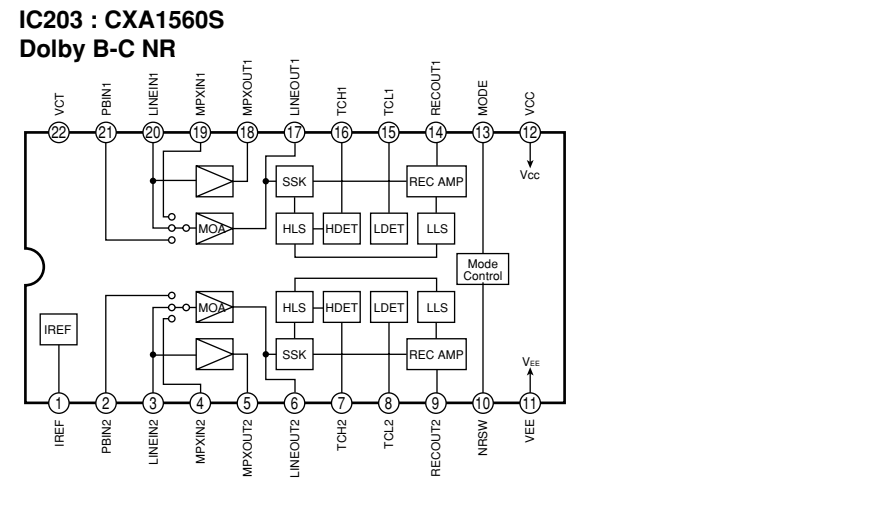 IC203 : CXA1560S
Dolby B-C NR
VCT
PBIN1
LINEIN1
MPXIN1
MPXOUT1
LINEOUT1
TCH1
TCL1
RECOUT1
MODE
VCC
22 21 20 19 18 17 16 15 14 13 12
Vcc
SSK REC AMP
MOA HLS HDET LDET LLS
Mode
Control
MOA HLS HDET LDET LLS
IREF
SSK REC AMP
VEE
1 2 3 4 5 6 7 8 9 10 11
IREF
PBIN2
LINEIN2
MPXIN2
MPXOUT2
LINEOUT2
TCH2
TCL2
RECOUT2
NRSW
VEE